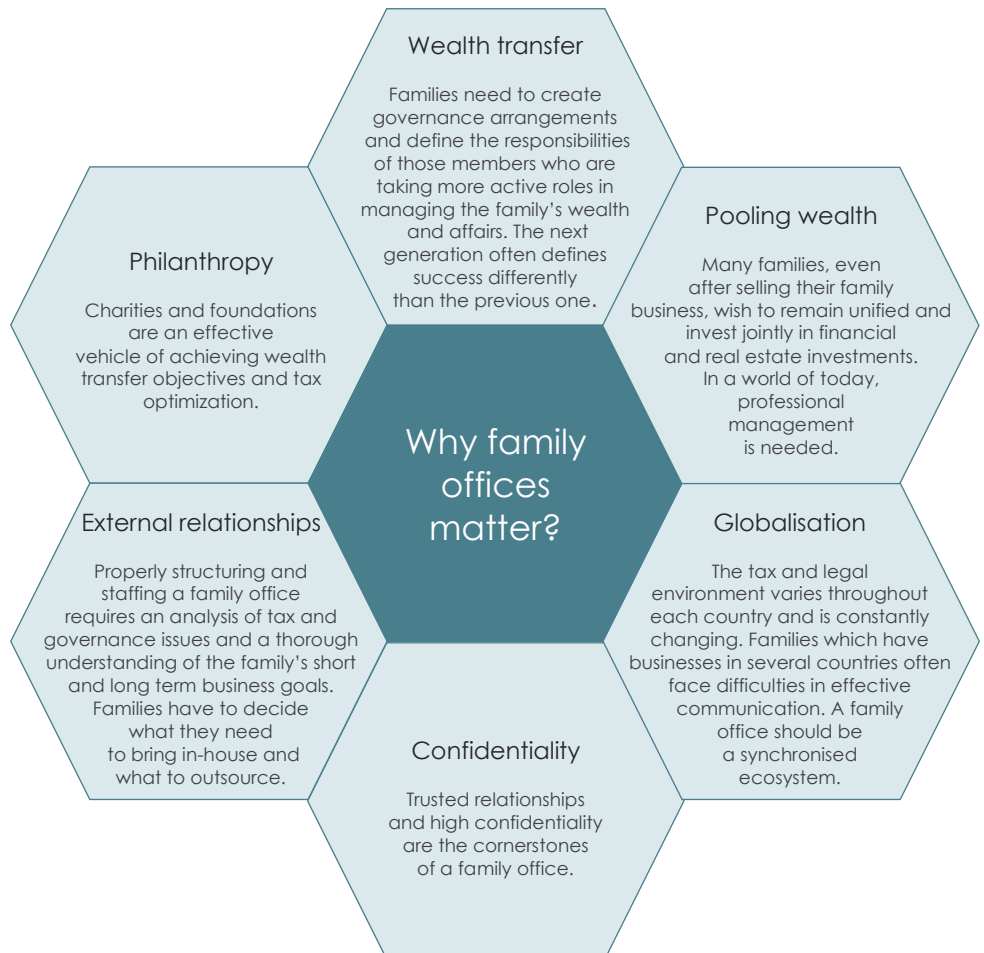 Wealth transfer
Families need to create
governance arrangements
and define the responsibilities
of those members who are
taking more active roles in
managing the family's wealth
and affairs. The next
generation often defines
success differently
than the previous one.
Pooling wealth
Many families, even
after selling their family
business, wish to remain unified and
invest jointly in financial
and real estate investments.
In a world of today,
professional
management
is needed.
Philanthropy
Charities and foundations
are an effective
vehicle of achieving wealth
transfer objectives and tax
optimization.
Why family
offices
matter?
External relationships
Properly structuring and
staffing a family office
requires an analysis of tax and
governance issues and a thorough
understanding of the family's short
and long term business goals.
Families have to decide
what they need
to bring in-house and
what to outsource.
Globalisation
The tax and legal
environment varies throughout
each country and is constantly
changing. Families which have
businesses in several countries often
face difficulties in effective
communication. A family
office should be
a synchronised
ecosystem.
Confidentiality
Trusted relationships
and high confidentiality
are the cornerstones
of a family office.